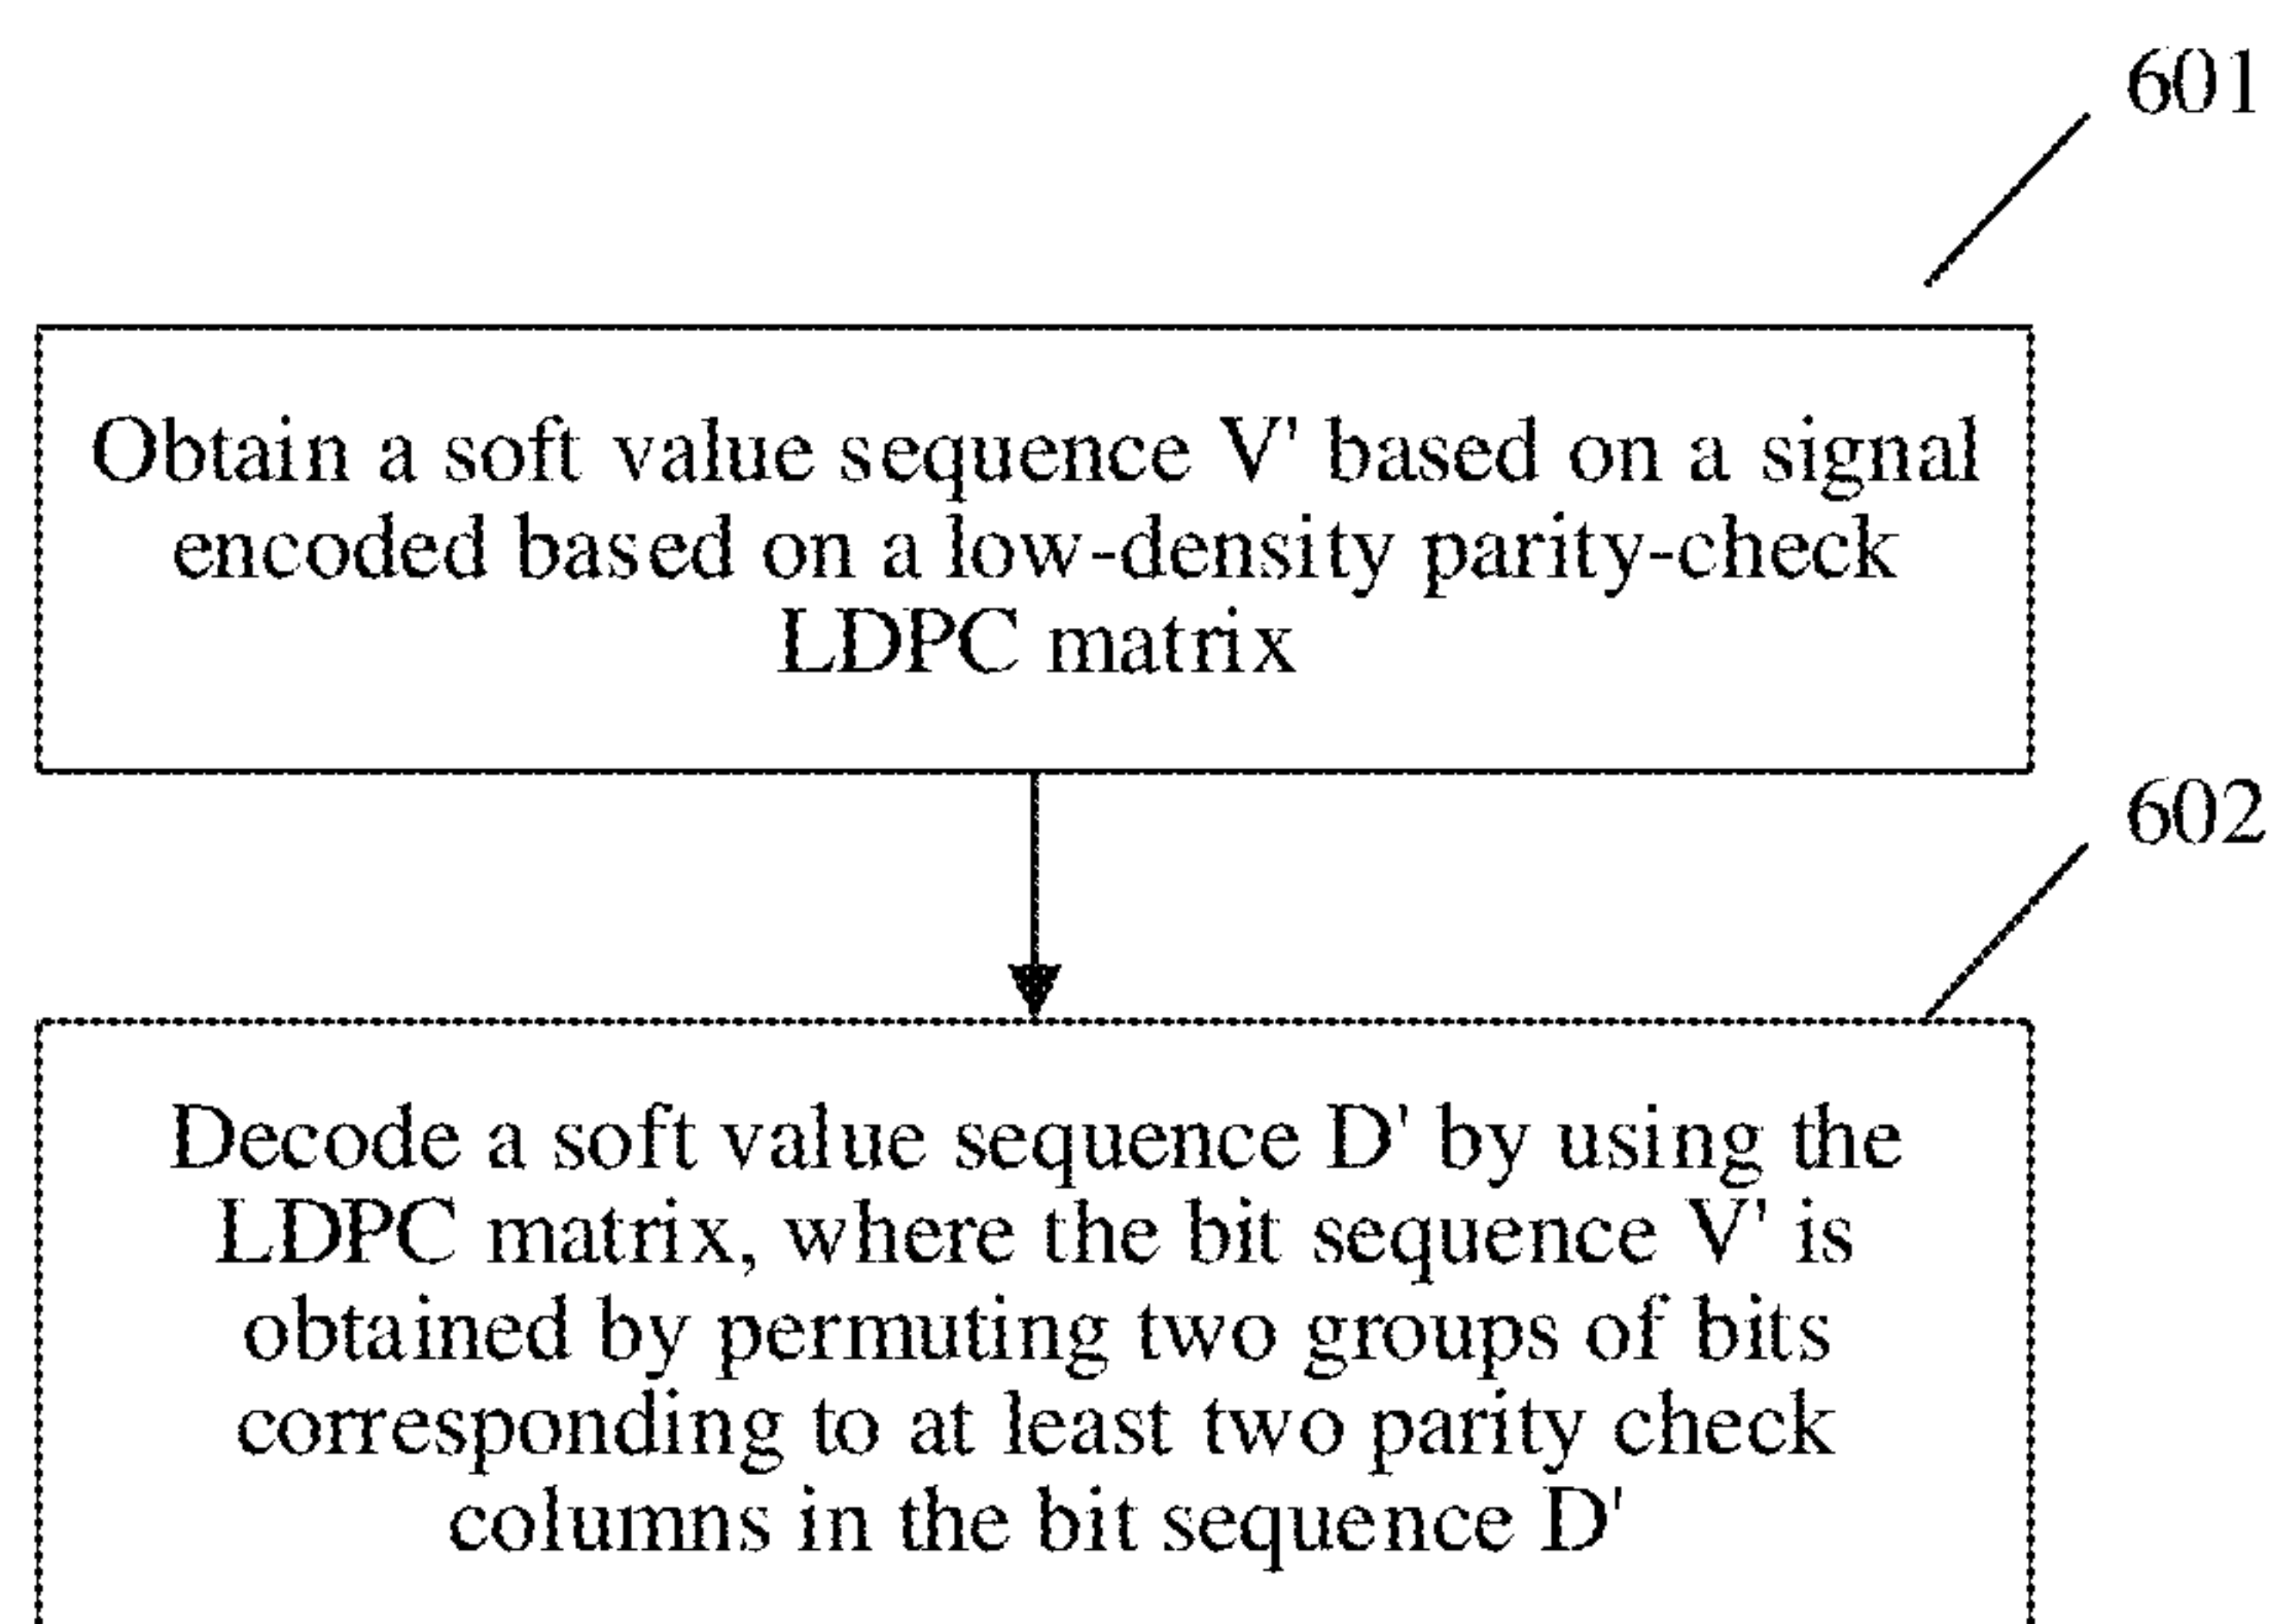 601
Obtain a soft value sequence V' based on a signal
encoded based on a low-density parity-check
LDPC matrix
602
Decode a soft value sequence D' by using the
LDPC matrix, where the bit sequence V' is
obtained by permuting two groups of bits
corresponding to at least two parity check
columns in the bit sequence D'